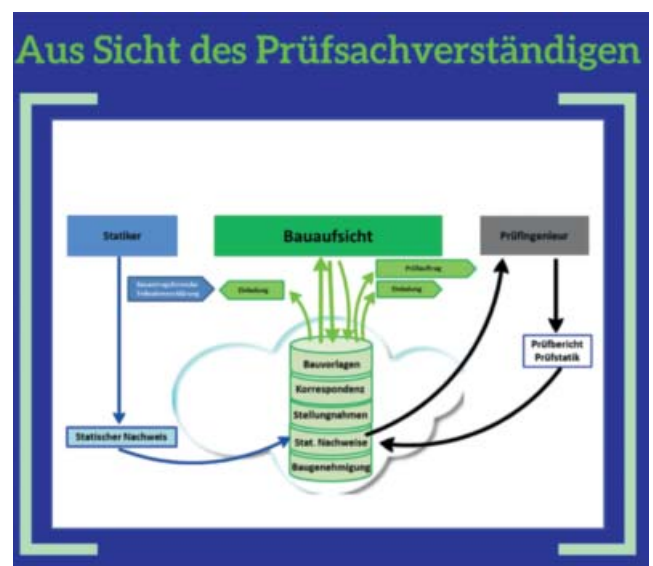 Aus Sicht des Prüfsachverständigen
Statiker
Bauaufsicht
Prüfingenieur
Prüfauftrag
Einladung
Einladung
Prüfbericht
Prüfstatik
Bauvorlagen
Korrespondenz
Stellungnahmen
Statischer Nachweis
Stat. Nachweise
Baugenehmigung